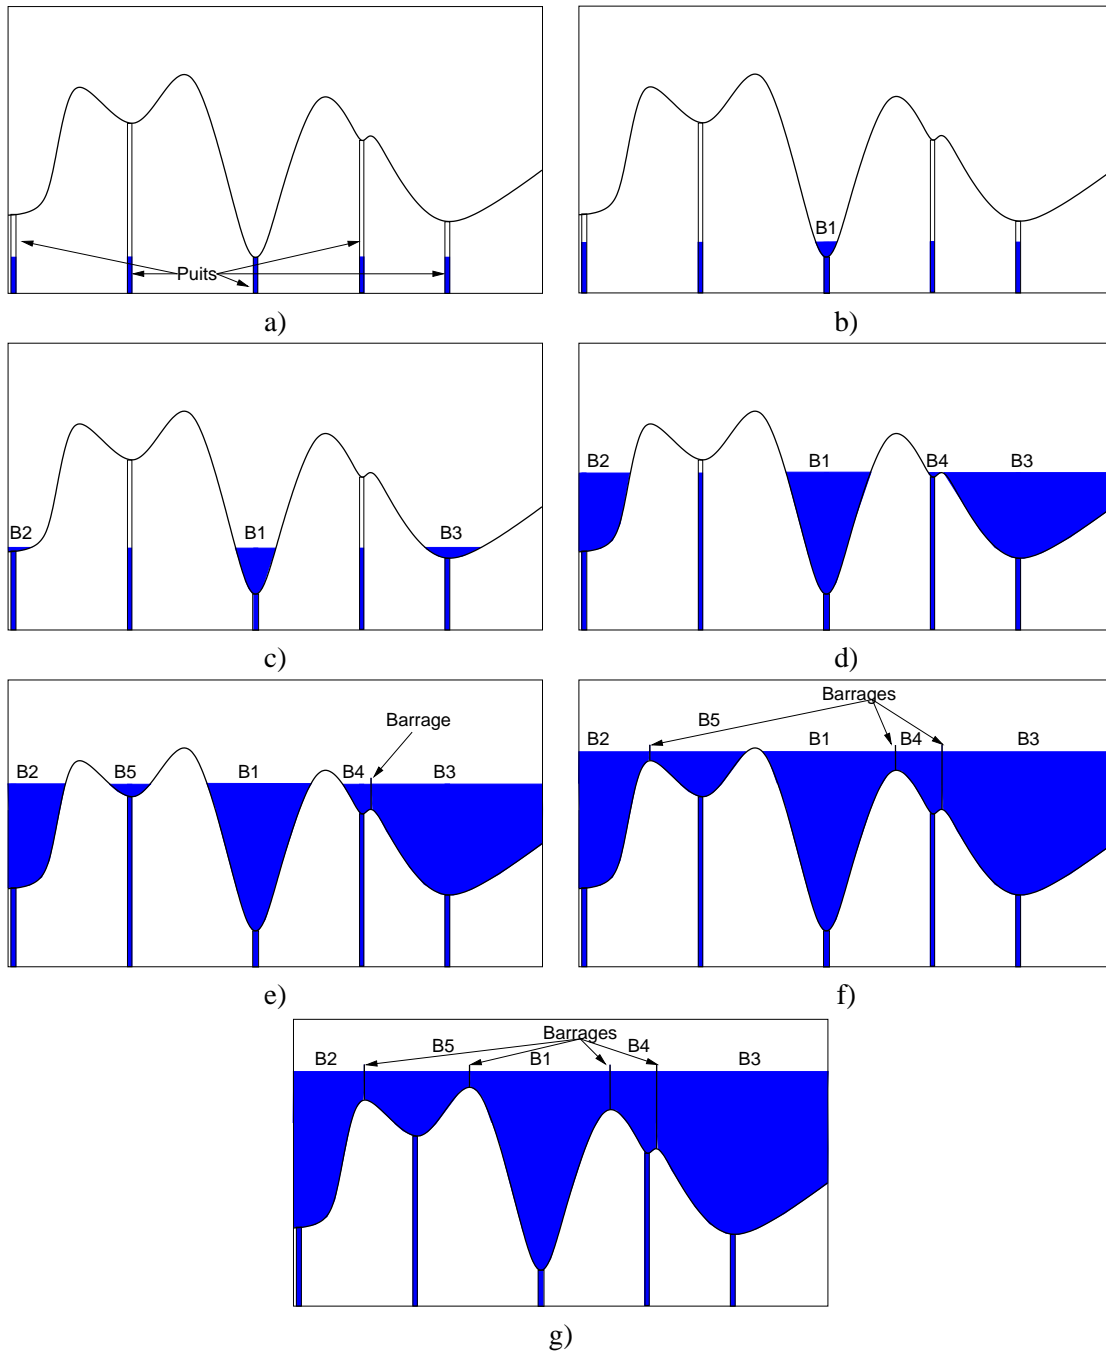 Puits
a)
B1
b)
B2 B1 B3
c)
B2 B1 B4 B3
d)
Barrage
B2 B5 B1 B4 B3
e)
Barrages
B2 B5 B1 B4 B3
f)
Barrages
B2 B5 B1 B4 B3
g)